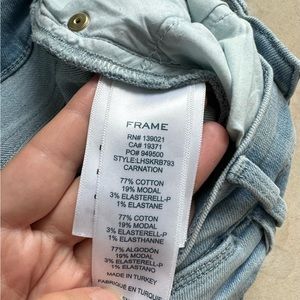 FRAME
RN# 139021
CA# 19371
PO# 949500
STYLE:LHSKRB793
CARNATION
77% COTTON
19% MODAL
3% ELASTERELL-P
1% ELASTANE
77% COTON
19% MODAL
3% ELASTERELL-P
1% ELASTHANNE
77% ALGODÓN
19% MODAL
3% ELASTERELL-P
1% ELASTANO
MADE IN TURKEY
FABRIQUÉ EN TURQUIE